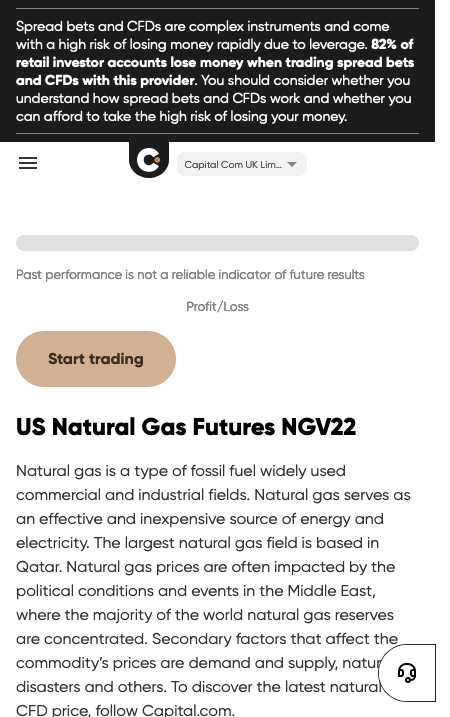 Spread bets and CFDs are complex instruments and come
with a high risk of losing money rapidly due to leverage. 82% of
retail investor accounts lose money when trading spread bets
and CFDs with this provider. You should consider whether you
understand how spread bets and CFDs work and whether you
can afford to take the high risk of losing your money.
Capital Com UK Lim...
Past performance is not a reliable indicator of future results
Profit/Loss
Start trading
US Natural Gas Futures NGV22
Natural gas is a type of fossil fuel widely used
commercial and industrial fields. Natural gas serves as
an effective and inexpensive source of energy and
electricity. The largest natural gas field is based in
Qatar. Natural gas prices are often impacted by the
political conditions and events in the Middle East,
where the majority of the world natural gas reserves
are concentrated. Secondary factors that affect the
commodity's prices are demand and supply,
disasters and others. To discover the latest natural
CFD price, follow Capital.com.